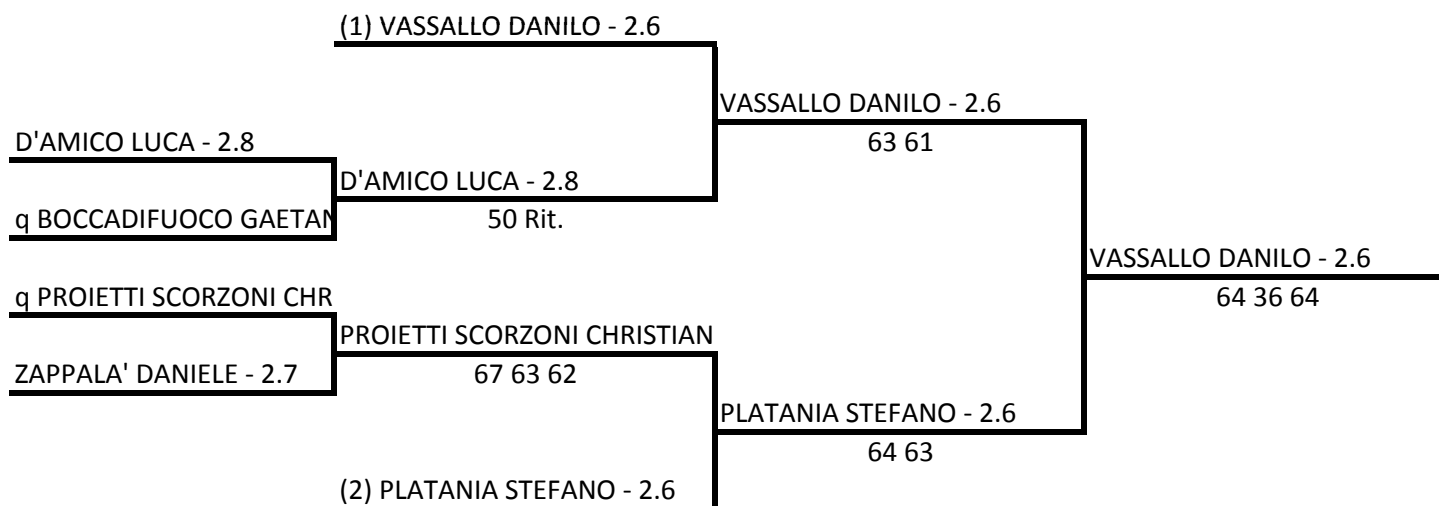 (1) VASSALLO DANILO - 2.6
VASSALLO DANILO - 2.6
63 61
D'AMICO LUCA - 2.8
D'AMICO LUCA - 2.8
50 Rit.
q BOCCADIFUOCO GAETAN
VASSALLO DANILO - 2.6
64 36 64
q PROIETTI SCORZONI CHR
PROIETTI SCORZONI CHRISTIAN
67 63 62
ZAPPALA' DANIELE - 2.7
PLATANIA STEFANO - 2.6
64 63
(2) PLATANIA STEFANO - 2.6